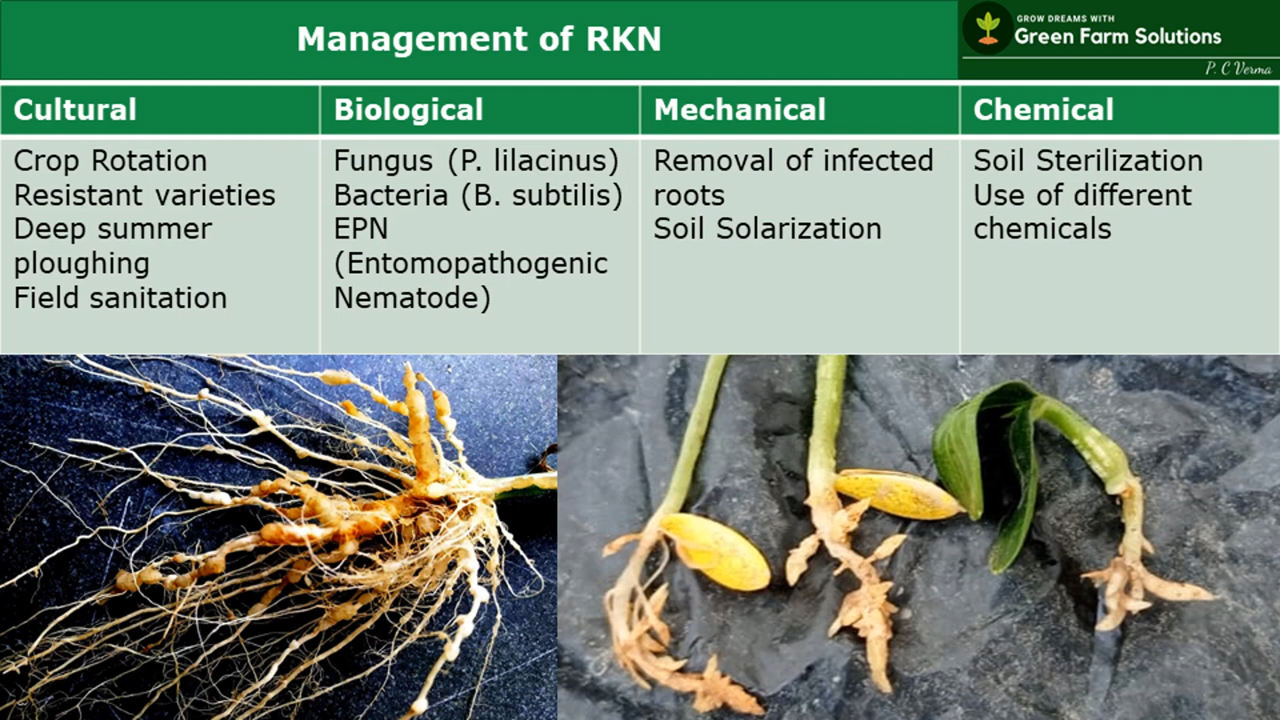 Management of RKN
GROW DREAMS WITH
Green Farm Solutions
P. C Verma
Cultural
Biological
Mechanical
Chemical
Crop Rotation
Resistant varieties
Deep summer
ploughing
Field sanitation
Fungus (P. lilacinus)
Bacteria (B. subtilis)
EPN
(Entomopathogenic
Nematode)
Removal of infected
roots
Soil Solarization
Soil Sterilization
Use of different
chemicals